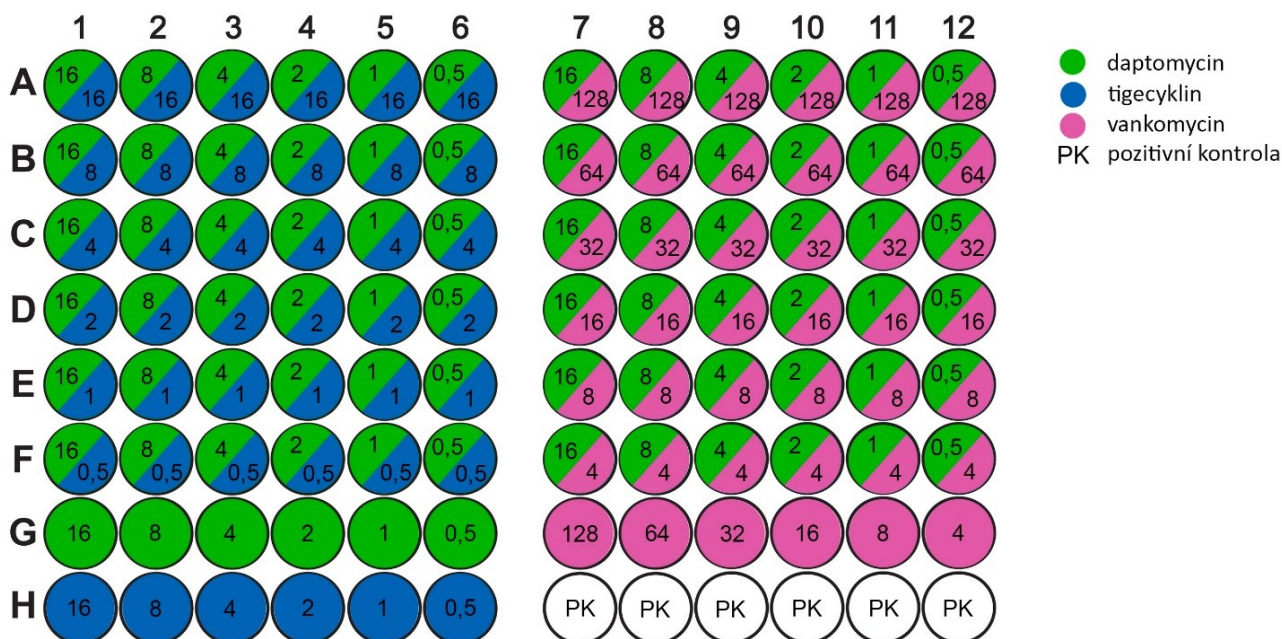 1 2 3 4 5 6 7 8 9 10 11 12
A 16 16 8 16 4 16 2 16 1 16 0,5 16 16 128 8 128 4 128 2 128 1 128 0,5 128
B 16 8 8 8 4 8 2 8 1 8 0,5 8 16 64 8 64 4 64 2 64 1 64 0,5 64
C 16 4 8 4 4 4 2 4 1 4 0,5 4 16 32 8 32 4 32 2 32 1 32 0,5 32
D 16 2 8 2 4 2 2 2 1 2 0,5 2 16 16 8 16 4 16 2 16 1 16 0,5 16
E 16 1 8 1 4 1 2 1 1 1 0,5 1 16 8 8 8 4 8 2 8 1 8 0,5 8
F 16 0,5 8 0,5 4 0,5 2 0,5 1 0,5 0,5 0,5 16 4 8 4 4 4 2 4 1 4 0,5 4
G 16 8 4 2 1 0,5 128 64 32 16 8 4
H 16 8 4 2 1 0,5 PK PK PK PK PK PK
daptomycin
tigecyklin
vankomycin
PK pozitivní kontrola